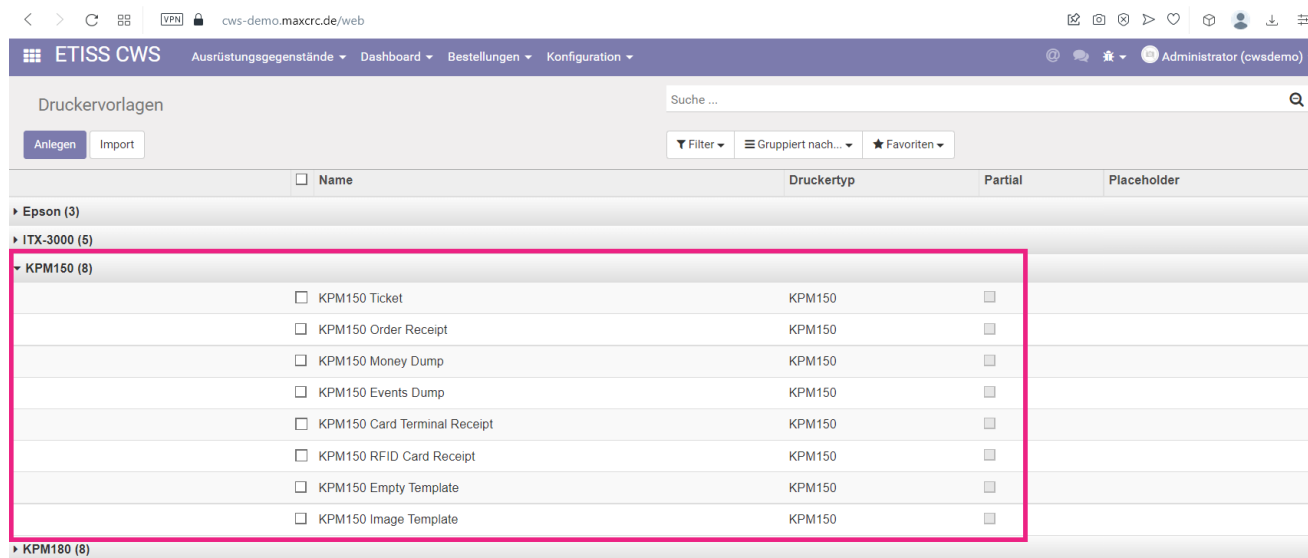 VPN cws-demo.maxcrc.de/web
ETISS CWS Ausrüstungsgegenstände Dashboard Bestellungen Konfiguration @ Administrator (cwsdemo)
Druckervorlagen Suche ...
Anlegen Import Filter Gruppiert nach... Favoriten
Name Druckertyp Partial Placeholder
Epson (3)
ITX-3000 (5)
KPM150 (8)
KPM150 Ticket KPM150
KPM150 Order Receipt KPM150
KPM150 Money Dump KPM150
KPM150 Events Dump KPM150
KPM150 Card Terminal Receipt KPM150
KPM150 RFID Card Receipt KPM150
KPM150 Empty Template KPM150
KPM150 Image Template KPM150
KPM180 (8)